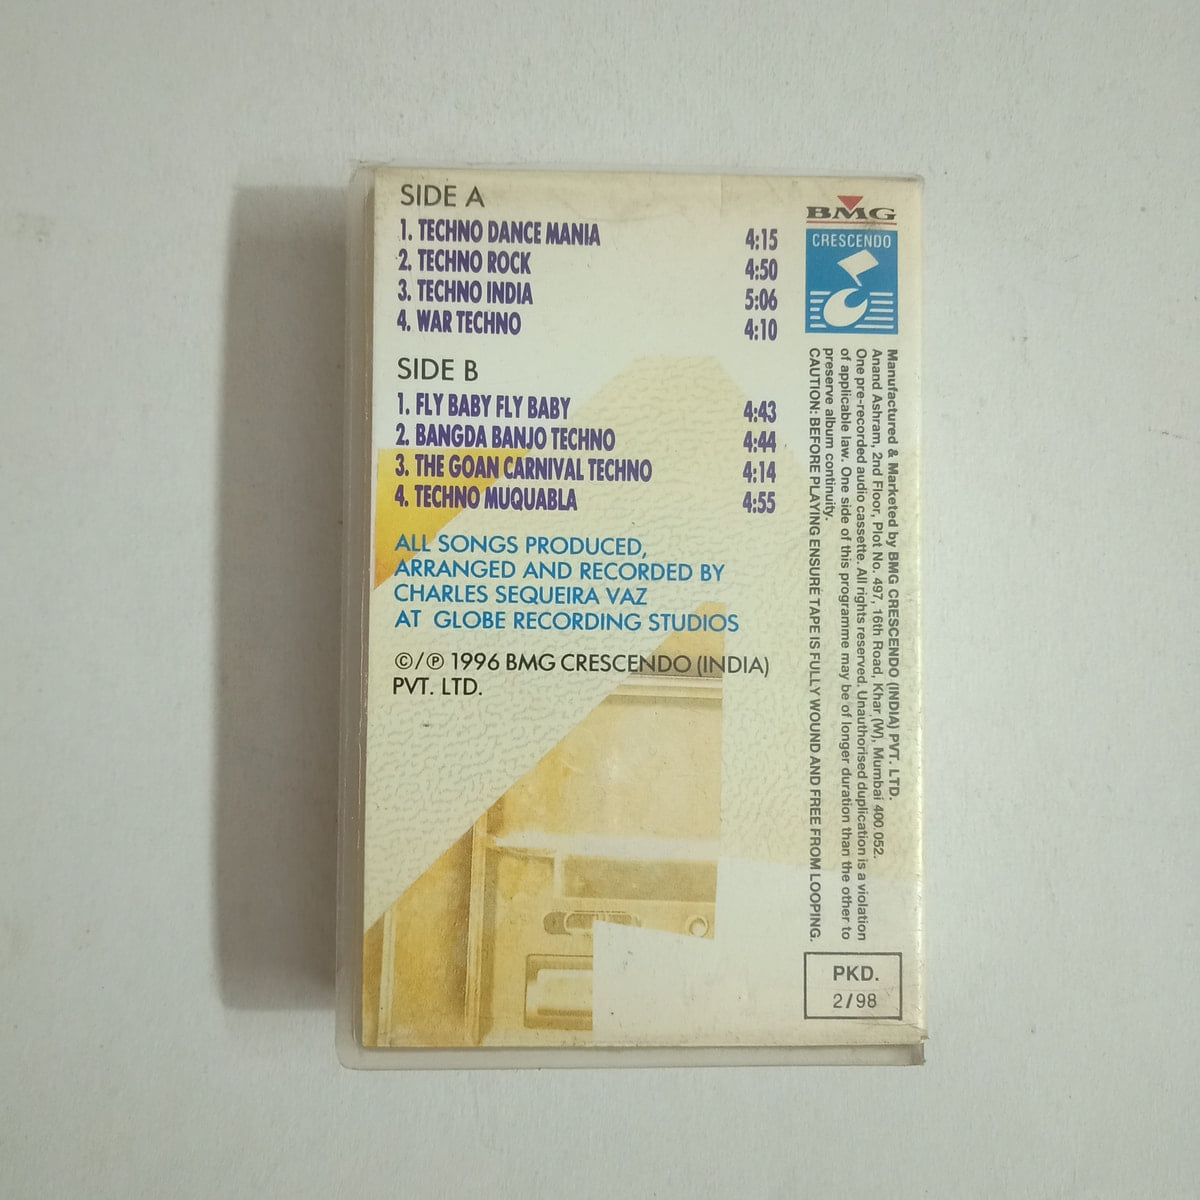 SIDE A
1. TECHNO DANCE MANIA 4:15
2. TECHNO ROCK 4:50
3. TECHNO INDIA 5:06
4. WAR TECHNO 4:10
SIDE B
1. FLY BABY FLY BABY 4:43
2. BANGDA BANJO TECHNO 4:44
3. THE GOAN CARNIVAL TECHNO 4:14
4. TECHNO MUQUABLA 4:55
ALL SONGS PRODUCED,
ARRANGED AND RECORDED BY
CHARLES SEQUEIRA VAZ
AT GLOBE RECORDING STUDIOS
©/℗ 1996 BMG CRESCENDO (INDIA)
PVT. LTD.
BMG
CRESCENDO
Manufactured & Marketed by BMG CRESCENDO (INDIA) PVT. LTD.
Anand Ashram, 2nd Floor, Plot No. 497, 16th Road, Khar (W), Mumbai 400 052.
One pre-recorded audio cassette. All rights reserved. Unauthorised duplication is a violation
of applicable law. One side of this programme may be of longer duration than the other to
preserve album continuity.
CAUTION: BEFORE PLAYING ENSURE TAPE IS FULLY WOUND AND FREE FROM LOOPING.
PKD.
2/98